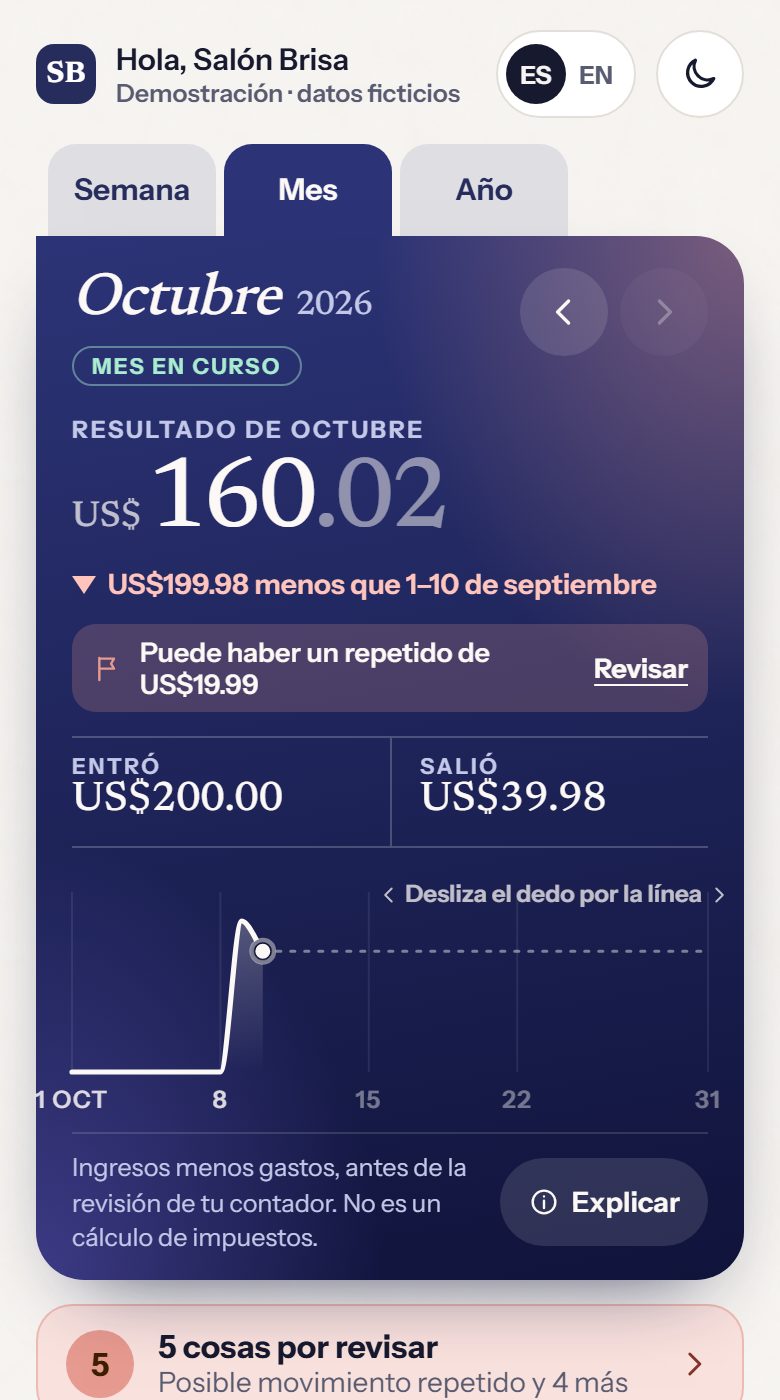 SB
Hola, Salón Brisa
Demostración · datos ficticios
ES EN
Semana
Mes
Año
Octubre 2026
MES EN CURSO
RESULTADO DE OCTUBRE
US$ 160.02
US$199.98 menos que 1–10 de septiembre
Puede haber un repetido de
US$19.99
Revisar
ENTRÓ
US$200.00
SALIÓ
US$39.98
Desliza el dedo por la línea
1 OCT 8 15 22 31
Ingresos menos gastos, antes de la
revisión de tu contador. No es un
cálculo de impuestos.
Explicar
5
5 cosas por revisar
Posible movimiento repetido y 4 más